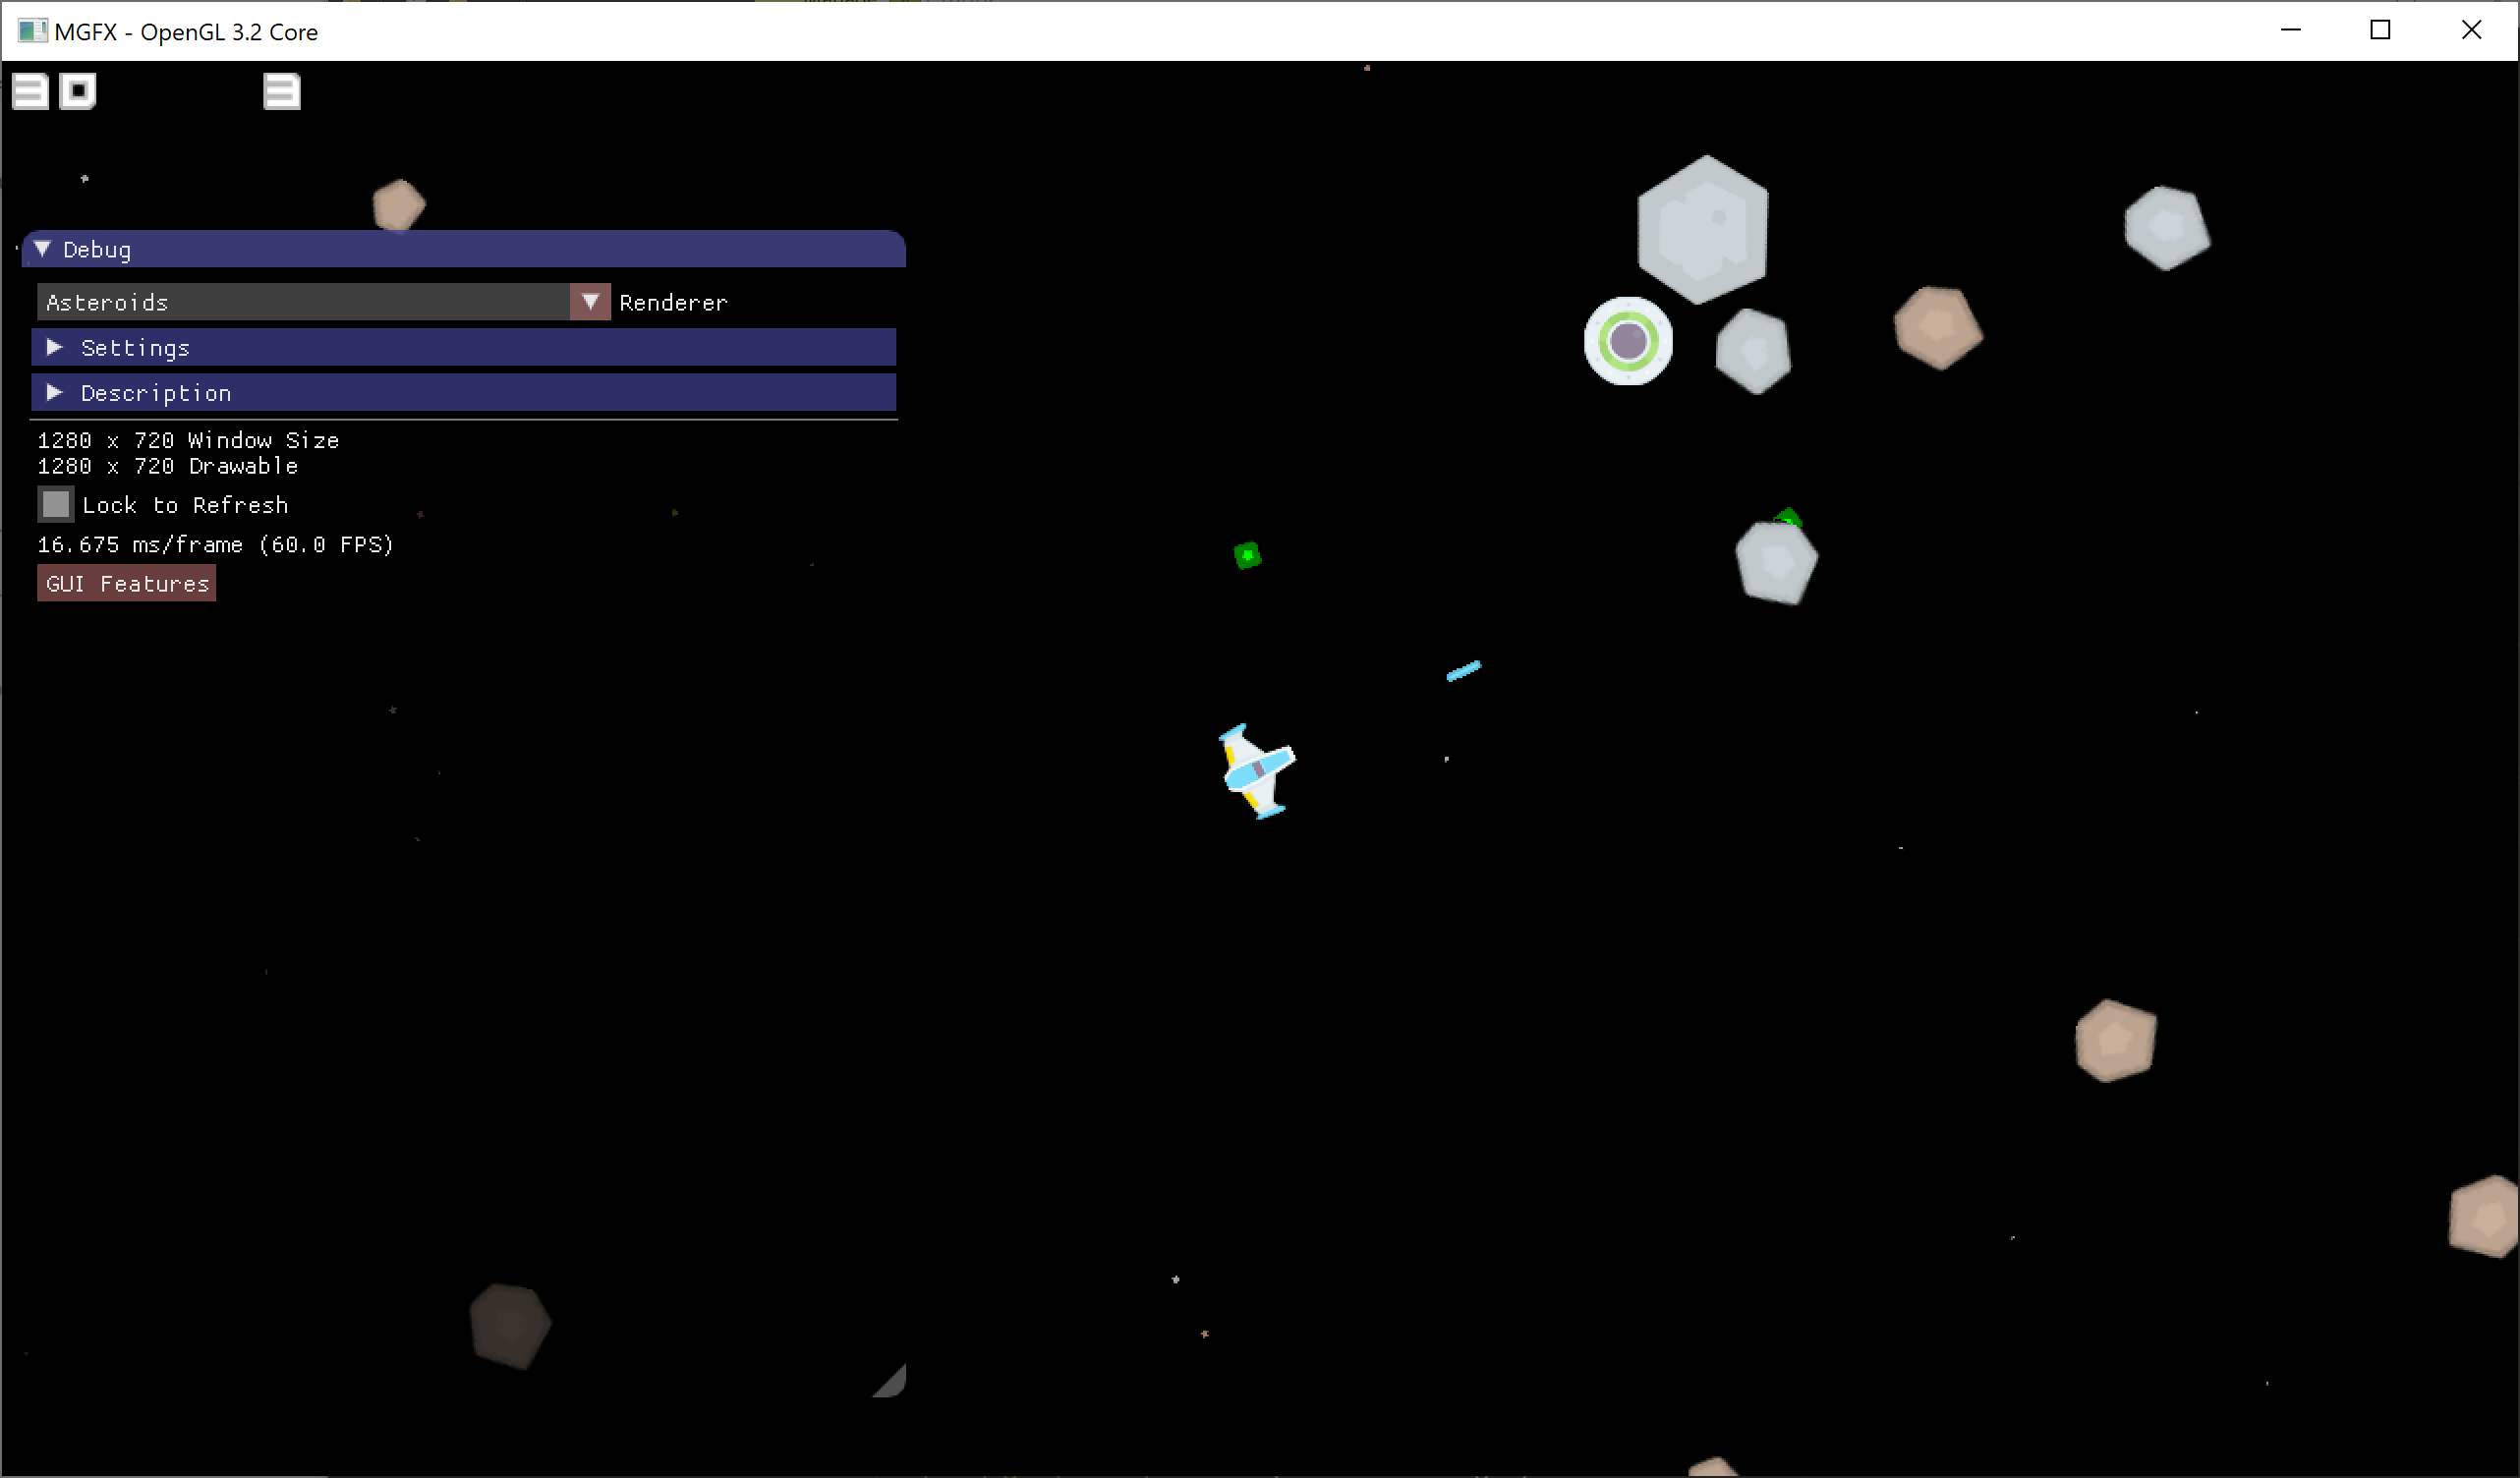 MGFX - OpenGL 3.2 Core
Debug
Asteroids Renderer
Settings
Description
1280 x 720 Window Size
1280 x 720 Drawable
Lock to Refresh
16.675 ms/frame (60.0 FPS)
GUI Features